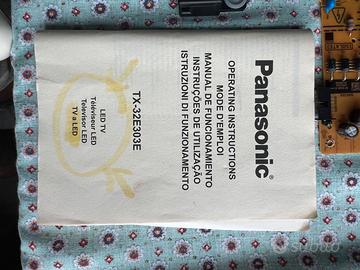 Panasonic®
OPERATING INSTRUCTIONS
MODE D'EMPLOI
MANUAL DE FUNCIONAMIENTO
INSTRUÇÕES DE UTILIZAÇÃO
ISTRUZIONI DI FUNZIONAMENTO
TX-32E303E
LED TV
Téléviseur LED
Televisor LED
TV a LED
subito